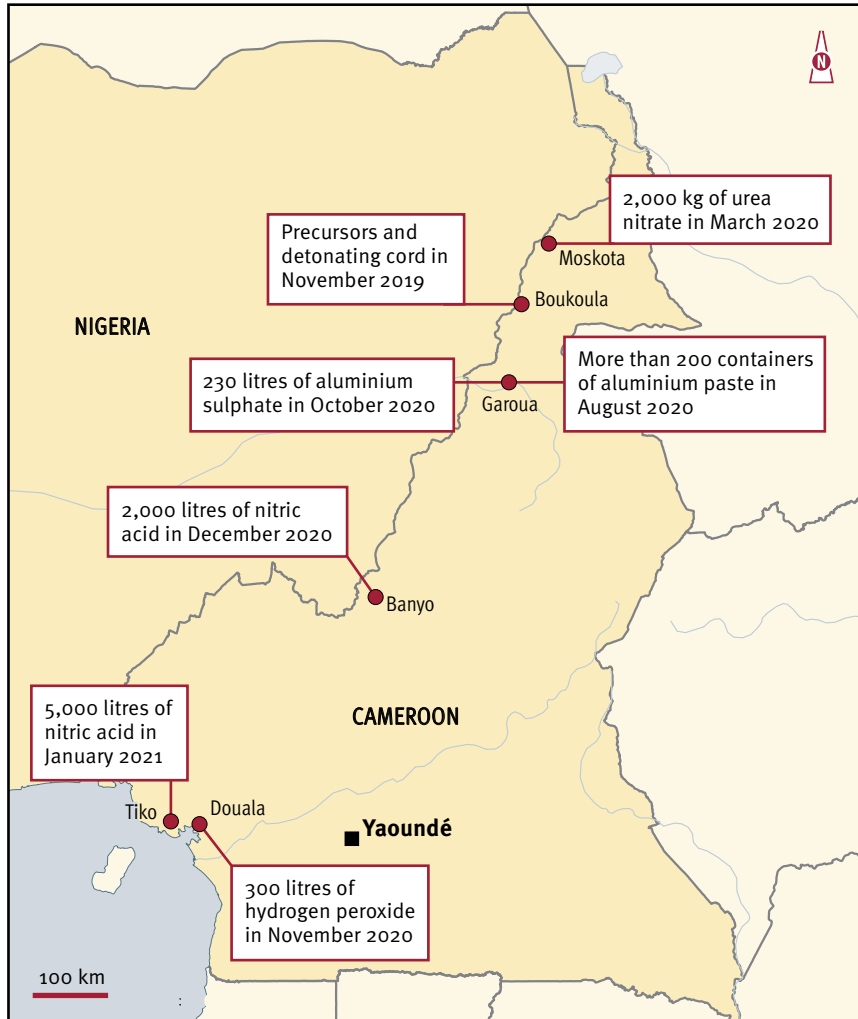 N
2,000 kg of urea
nitrate in March 2020
Precursors and
detonating cord in
November 2019
Moskota
Boukoula
NIGERIA
230 litres of aluminium
sulphate in October 2020
More than 200 containers
of aluminium paste in
August 2020
Garoua
2,000 litres of nitric
acid in December 2020
Banyo
5,000 litres of
nitric acid in
January 2021
CAMEROON
Tiko
Douala
Yaoundé
300 litres of
hydrogen peroxide
in November 2020
100 km
: